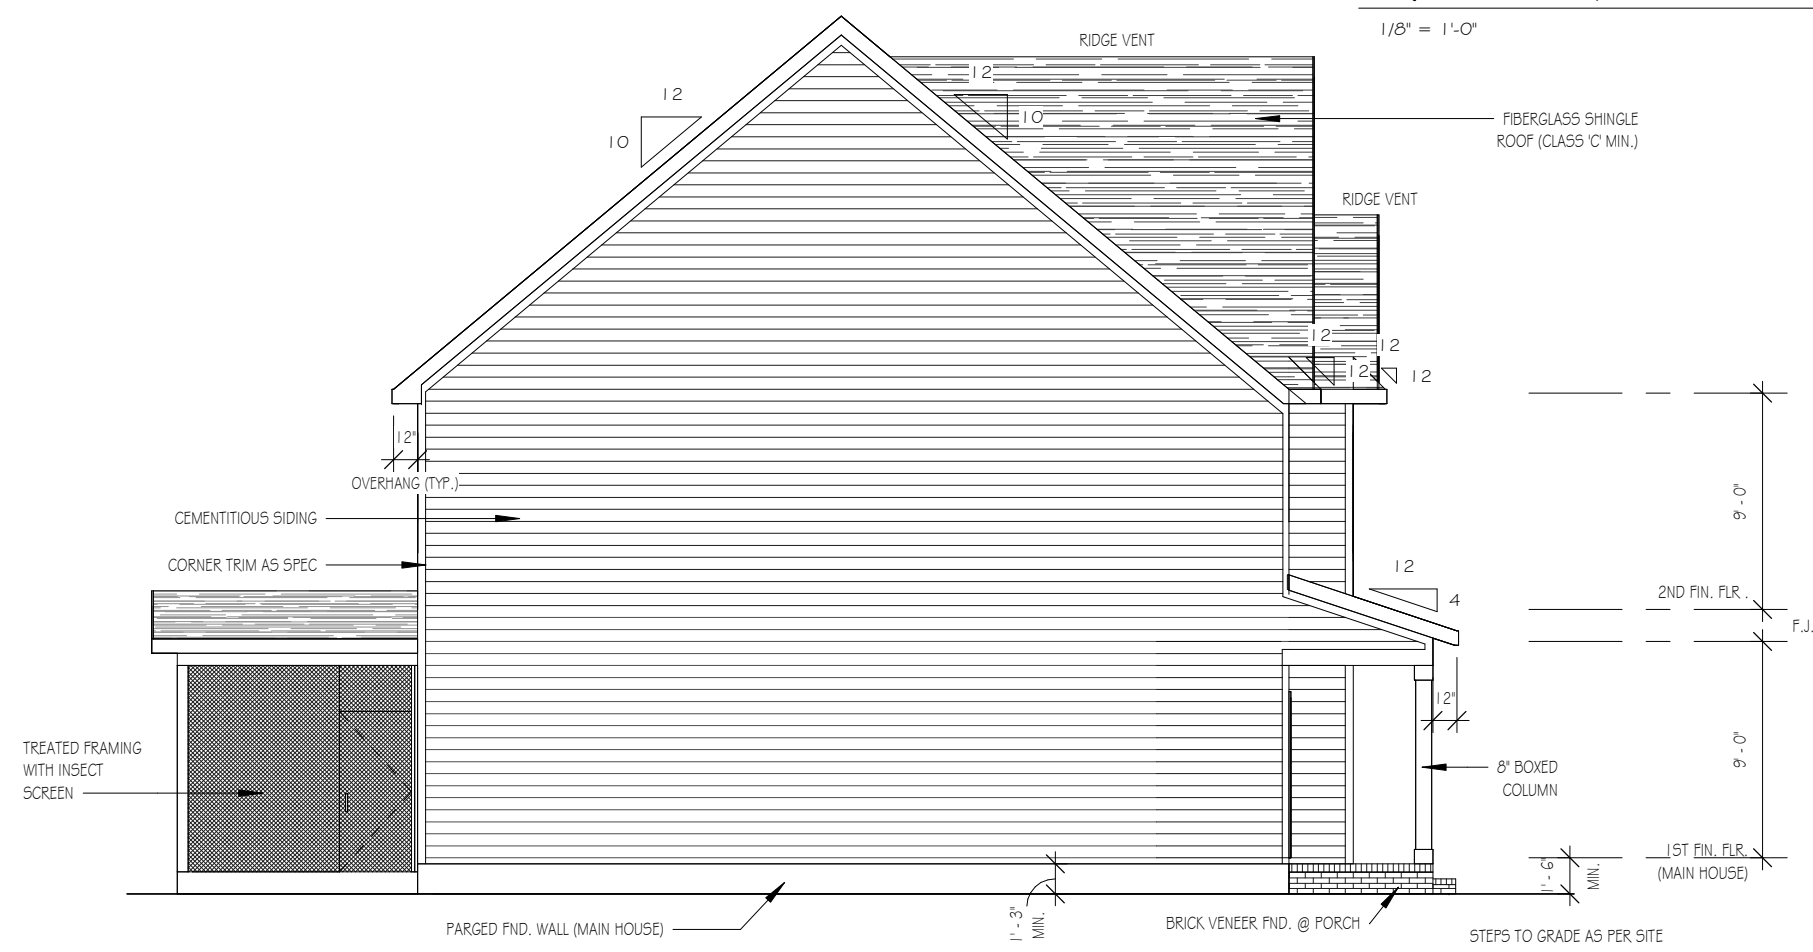 1/8" = 1'-0"
RIDGE VENT
12
10
12
10
FIBERGLASS SHINGLE
ROOF (CLASS 'C' MIN.)
RIDGE VENT
12
12
12
12
12"
OVERHANG (TYP.)
CEMENTITIOUS SIDING
CORNER TRIM AS SPEC
9' - 0"
12
4
2ND FIN. FLR .
F.J.
TREATED FRAMING
WITH INSECT
SCREEN
12"
9' - 0"
8" BOXED
COLUMN
1ST FIN. FLR.
(MAIN HOUSE)
1' - 6"
MIN.
1' - 3"
MIN.
PARGED FND. WALL (MAIN HOUSE)
BRICK VENEER FND. @ PORCH
STEPS TO GRADE AS PER SITE